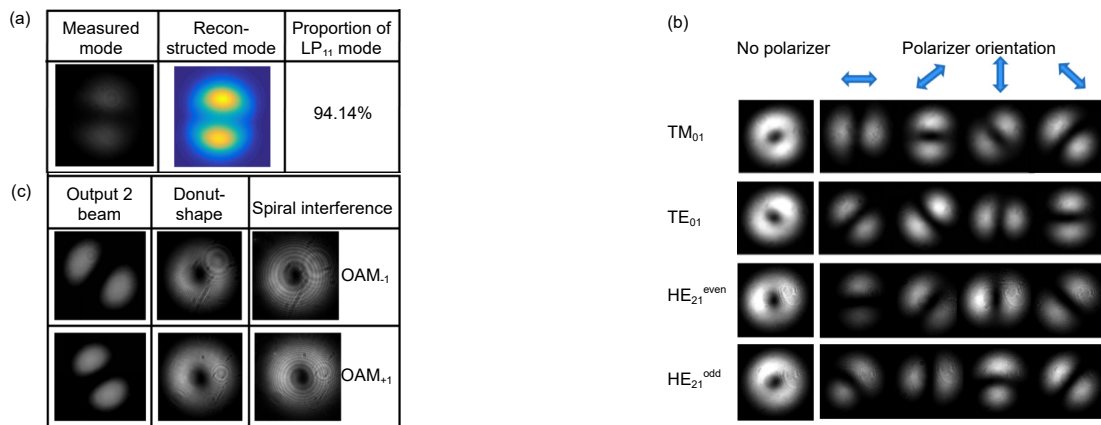 (a)
Measured mode
Recon-
structed mode
Proportion of
LP11 mode
94.14%
(c)
Output 2
beam
Donut-
shape
Spiral interference
OAM-1
OAM+1
(b)
No polarizer
Polarizer orientation
TM01
TE01
HE21even
HE21odd